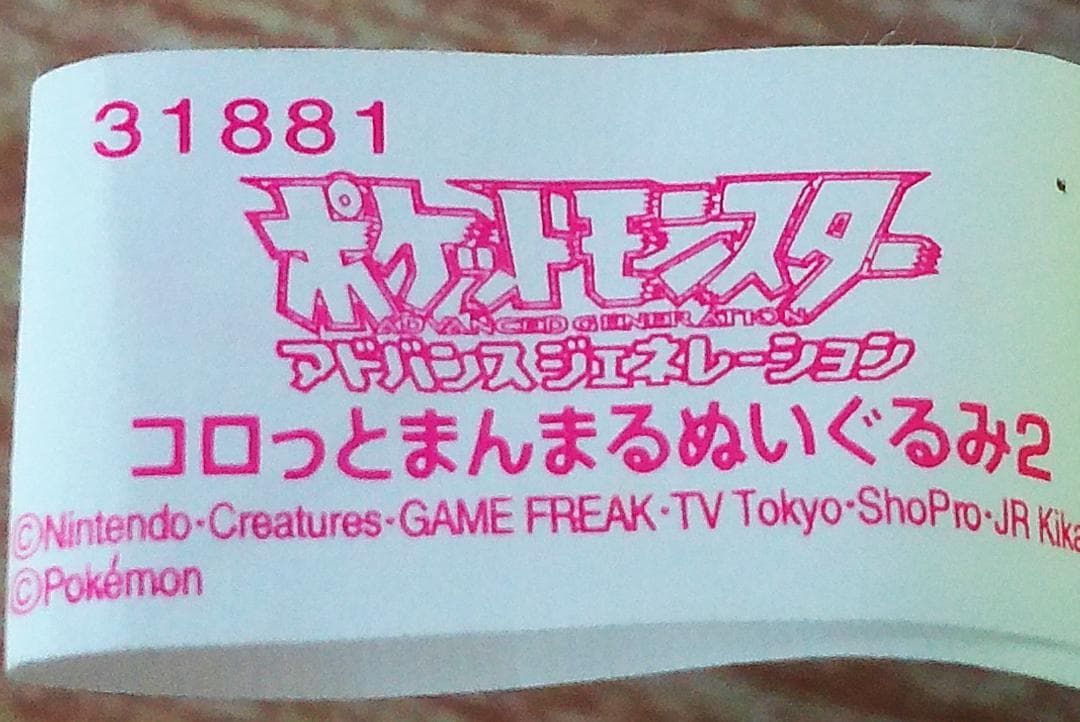 31881
ポケットモンスター
ADVANCED GENERATION
アドバンスジェネレーション
コロっとまんまるぬいぐるみ2
©Nintendo･Creatures･GAME FREAK･TV Tokyo･ShoPro･JR Kika
©Pokémon